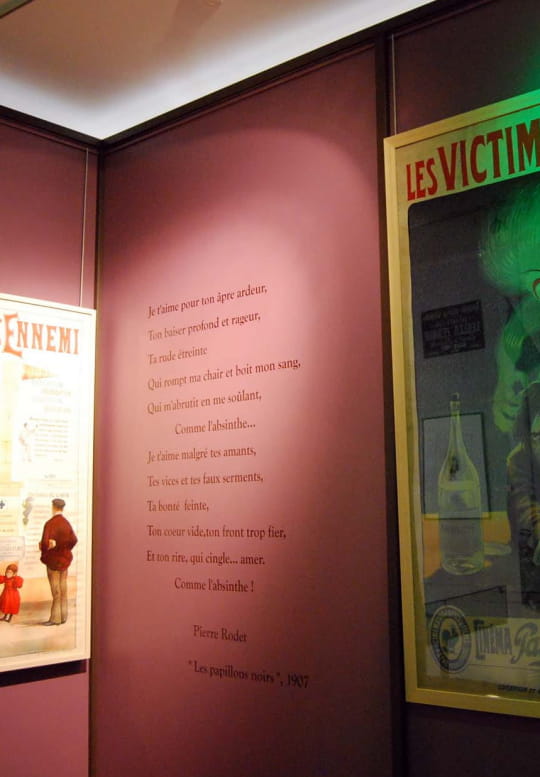 ENNEMI
Je t'aime pour ton âpre ardeur,
Ton baiser profond et rageur,
Ta rude étreinte
Qui rompt ma chair et boit mon sang,
Qui m'abrutit en me soûlant,
Comme l'absinthe...
Je t'aime malgré tes amants,
Tes vices et tes faux serments,
Ta bonté feinte,
Ton coeur vide,ton front trop fier,
Et ton rire, qui cingle... amer.
Comme l'absinthe !
Pierre Rodet
" Les papillons noirs ", 1907
LES VICTIM
CINÉMA